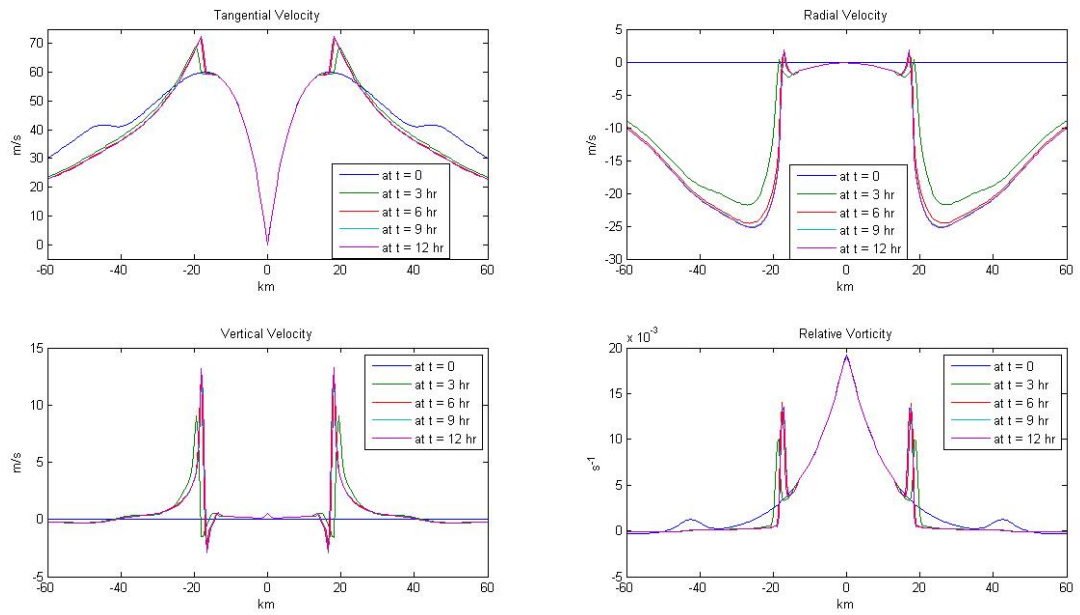 Tangential Velocity
70
60
50
40
30
20
10
0
m/s
-60 -40 -20 0 20 40 60
km
at t = 0
at t = 3 hr
at t = 6 hr
at t = 9 hr
at t = 12 hr
Radial Velocity
5
0
-5
-10
-15
-20
-25
-30
m/s
-60 -40 -20 0 20 40 60
km
at t = 0
at t = 3 hr
at t = 6 hr
at t = 9 hr
at t = 12 hr
Vertical Velocity
15
10
5
0
-5
m/s
-60 -40 -20 0 20 40 60
km
at t = 0
at t = 3 hr
at t = 6 hr
at t = 9 hr
at t = 12 hr
Relative Vorticity
x 10⁻³
20
15
10
5
0
-5
s⁻¹
-60 -40 -20 0 20 40 60
km
at t = 0
at t = 3 hr
at t = 6 hr
at t = 9 hr
at t = 12 hr